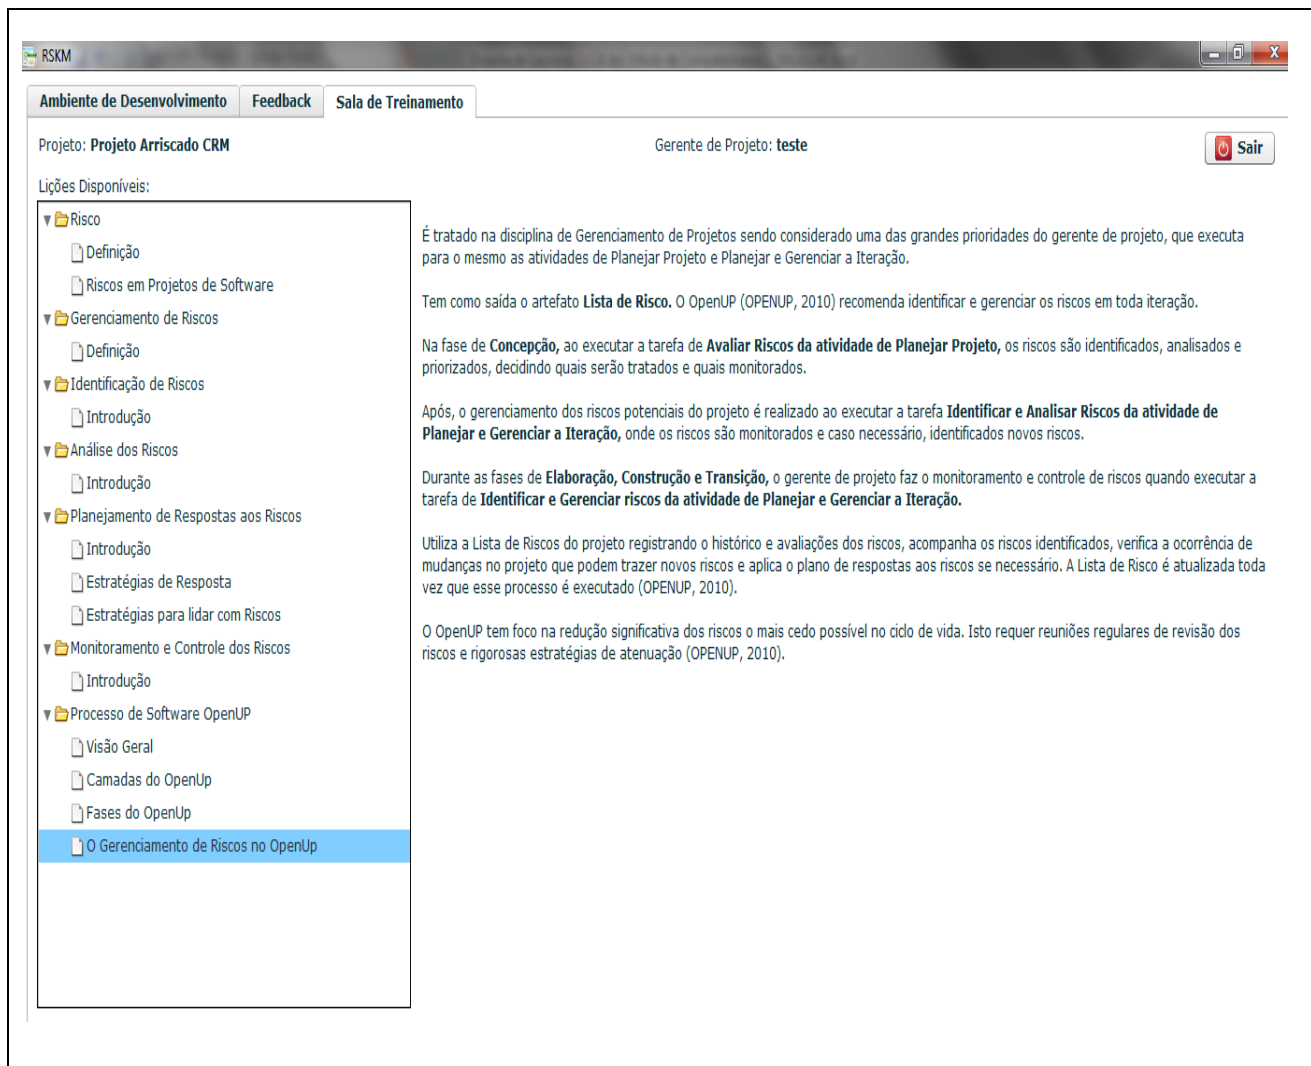 RSKM
Ambiente de Desenvolvimento Feedback Sala de Treinamento
Projeto: Projeto Arriscado CRM Gerente de Projeto: teste Sair
Lições Disponíveis:
Risco
Definição
Riscos em Projetos de Software
Gerenciamento de Riscos
Definição
Identificação de Riscos
Introdução
Análise dos Riscos
Introdução
Planejamento de Respostas aos Riscos
Introdução
Estratégias de Resposta
Estratégias para lidar com Riscos
Monitoramento e Controle dos Riscos
Introdução
Processo de Software OpenUP
Visão Geral
Camadas do OpenUp
Fases do OpenUp
O Gerenciamento de Riscos no OpenUp
É tratado na disciplina de Gerenciamento de Projetos sendo considerado uma das grandes prioridades do gerente de projeto, que executa
para o mesmo as atividades de Planejar Projeto e Planejar e Gerenciar a Iteração.
Tem como saída o artefato Lista de Risco. O OpenUP (OPENUP, 2010) recomenda identificar e gerenciar os riscos em toda iteração.
Na fase de Concepção, ao executar a tarefa de Avaliar Riscos da atividade de Planejar Projeto, os riscos são identificados, analisados e
priorizados, decidindo quais serão tratados e quais monitorados.
Após, o gerenciamento dos riscos potenciais do projeto é realizado ao executar a tarefa Identificar e Analisar Riscos da atividade de
Planejar e Gerenciar a Iteração, onde os riscos são monitorados e caso necessário, identificados novos riscos.
Durante as fases de Elaboração, Construção e Transição, o gerente de projeto faz o monitoramento e controle de riscos quando executar a
tarefa de Identificar e Gerenciar riscos da atividade de Planejar e Gerenciar a Iteração.
Utiliza a Lista de Riscos do projeto registrando o histórico e avaliações dos riscos, acompanha os riscos identificados, verifica a ocorrência de
mudanças no projeto que podem trazer novos riscos e aplica o plano de respostas aos riscos se necessário. A Lista de Risco é atualizada toda
vez que esse processo é executado (OPENUP, 2010).
O OpenUP tem foco na redução significativa dos riscos o mais cedo possível no ciclo de vida. Isto requer reuniões regulares de revisão dos
riscos e rigorosas estratégias de atenuação (OPENUP, 2010).